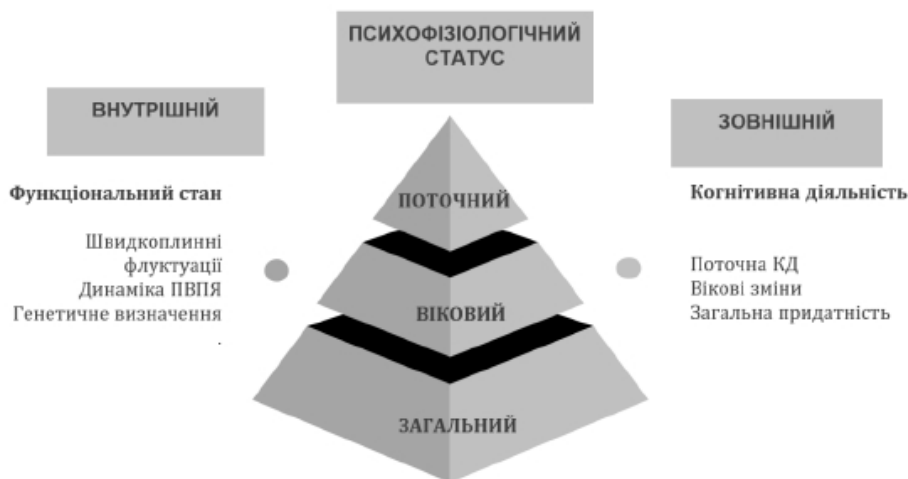 ПСИХОФІЗІОЛОГІЧНИЙ
СТАТУС
ВНУТРІШНІЙ
ЗОВНІШНІЙ
Функціональний стан
Швидкоплинні
флуктуації
Динаміка ПВПЯ
Генетичне визначення
.
ПОТОЧНИЙ
ВІКОВИЙ
ЗАГАЛЬНИЙ
Когнитивна діяльність
Поточна КД
Вікові зміни
Загальна придатність